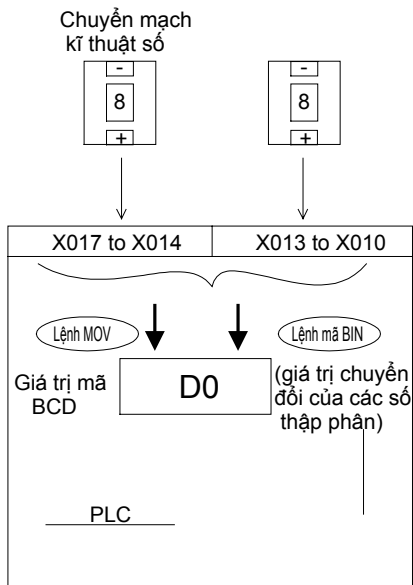 Chuyển mạch
kĩ thuật số
- -
8 8
+ +
X017 to X014 X013 to X010
Lệnh MOV Lệnh mã BIN
Giá trị mã
BCD
D0
(giá trị chuyển
đổi của các số
thập phân)
PLC